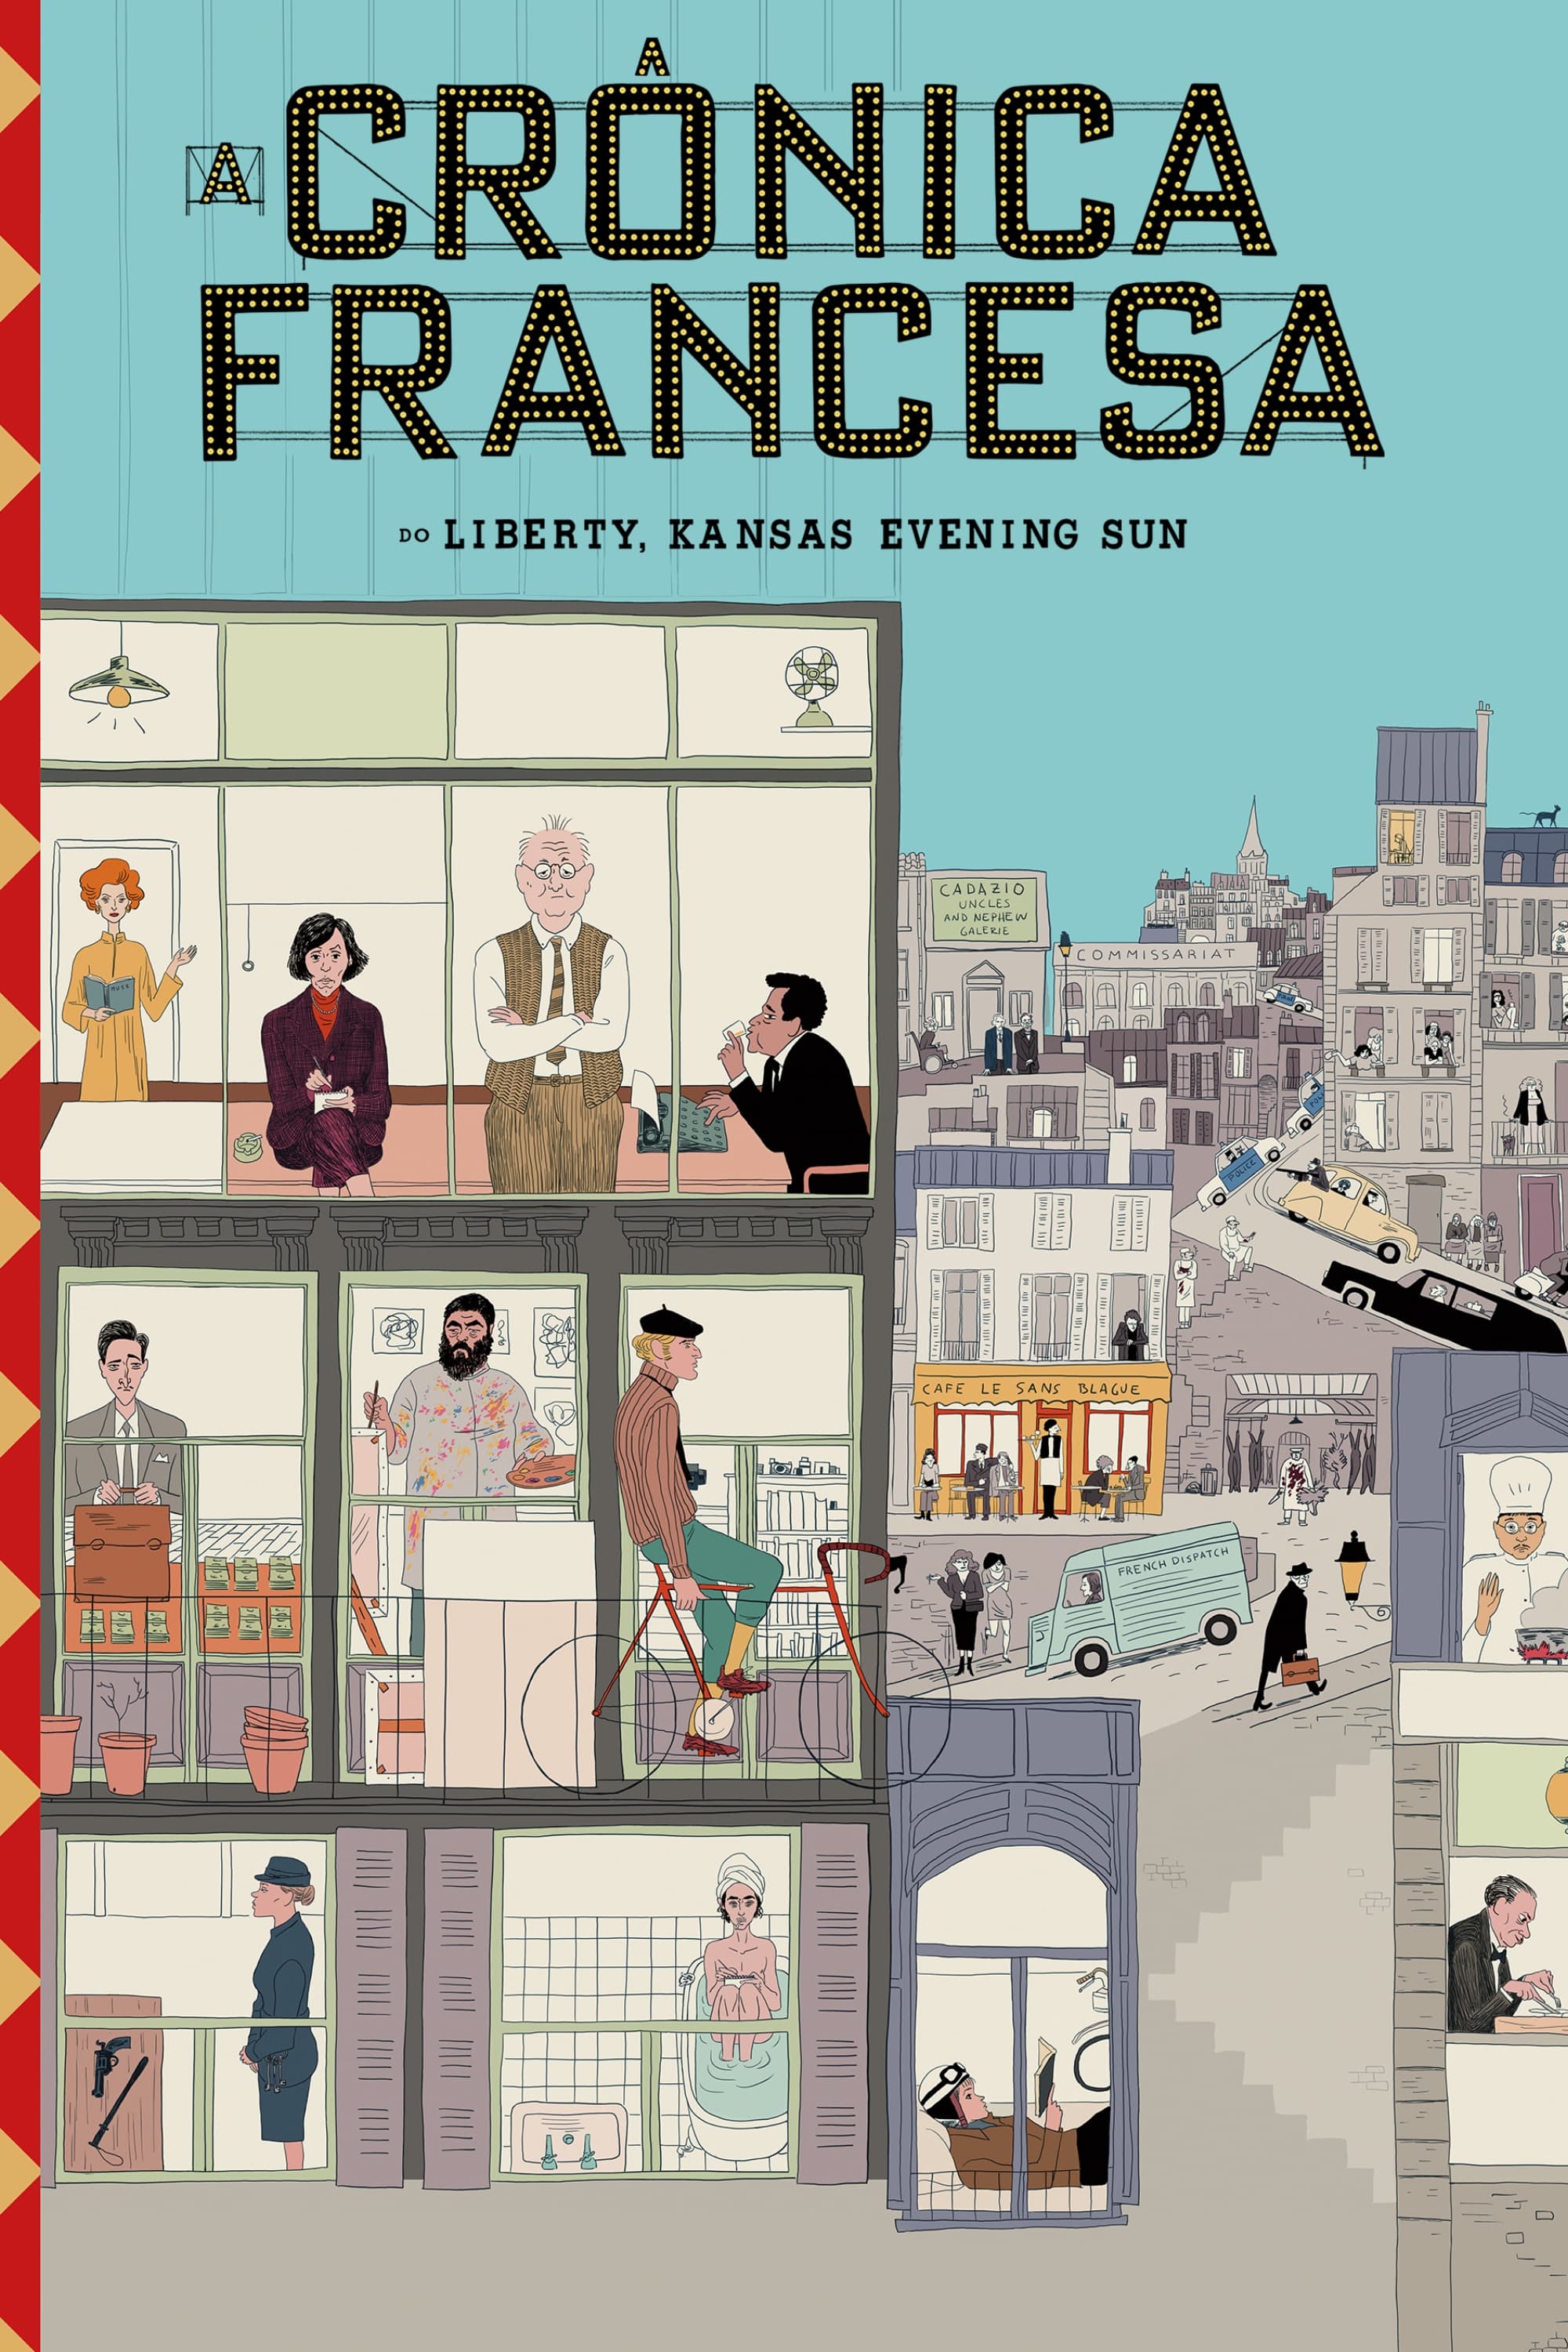 A CRÔNICA
FRANCESA
DO LIBERTY, KANSAS EVENING SUN
CADAZIO
UNCLES
AND NEPHEW
GALERIE
COMMISSARIAT
POLICE
CAFE LE SANS BLAGUE
FRENCH DISPATCH